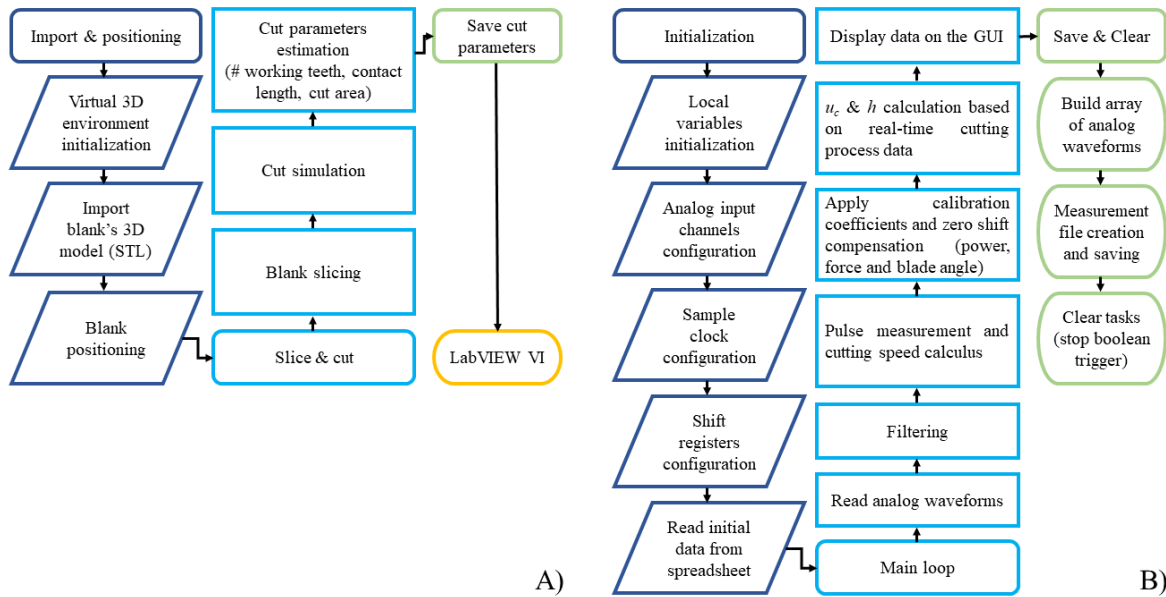 Import & positioning
Virtual 3D
environment
initialization
Import
blank's 3D
model (STL)
Blank
positioning
Slice & cut
Blank slicing
Cut simulation
Cut parameters
estimation
(# working teeth, contact
length, cut area)
Save cut
parameters
LabVIEW VI
A)
Initialization
Local
variables
initialization
Analog input
channels
configuration
Sample
clock
configuration
Shift
registers
configuration
Read initial
data from
spreadsheet
Main loop
Read analog waveforms
Filtering
Pulse measurement and
cutting speed calculus
Apply calibration
coefficients and zero shift
compensation (power,
force and blade angle)
u_c & h calculation based
on real-time cutting
process data
Display data on the GUI
Save & Clear
Build array
of analog
waveforms
Measurement
file creation
and saving
Clear tasks
(stop boolean
trigger)
B)